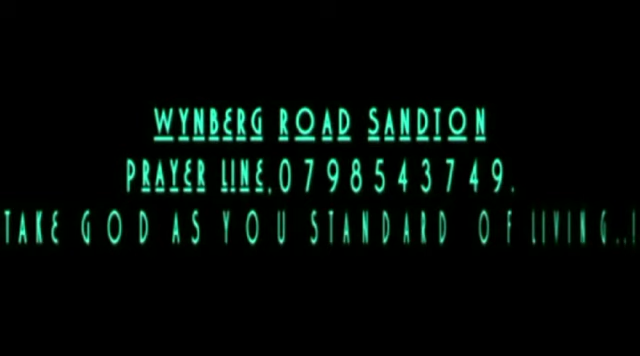 WYNBERG ROAD SANDTON
PRAYER LINE,0798543749.
TAKE GOD AS YOU STANDARD OF LIVING..!